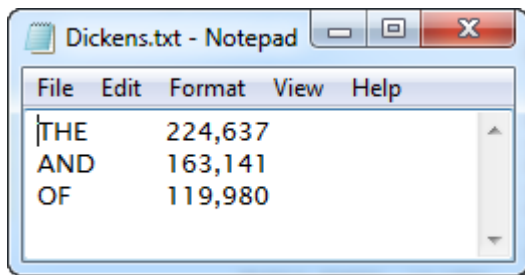 Dickens.txt - Notepad
File Edit Format View Help
THE 224,637
AND 163,141
OF 119,980